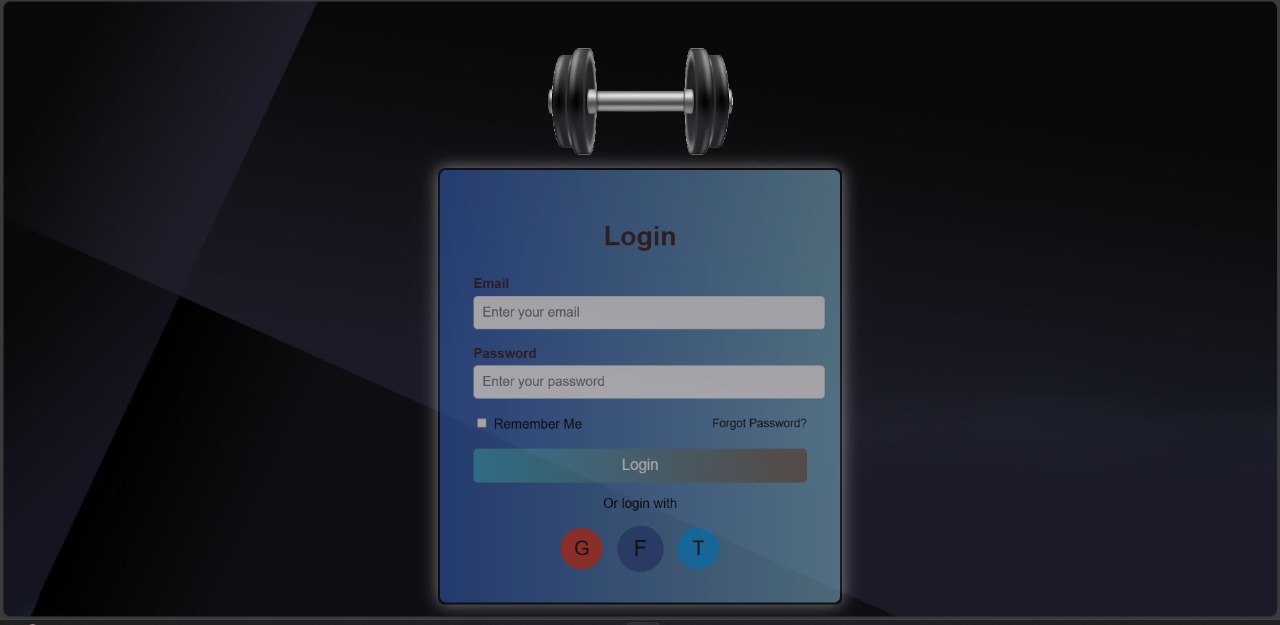 Login
Email
Enter your email
Password
Enter your password
Remember Me Forgot Password?
Login
Or login with
G F T